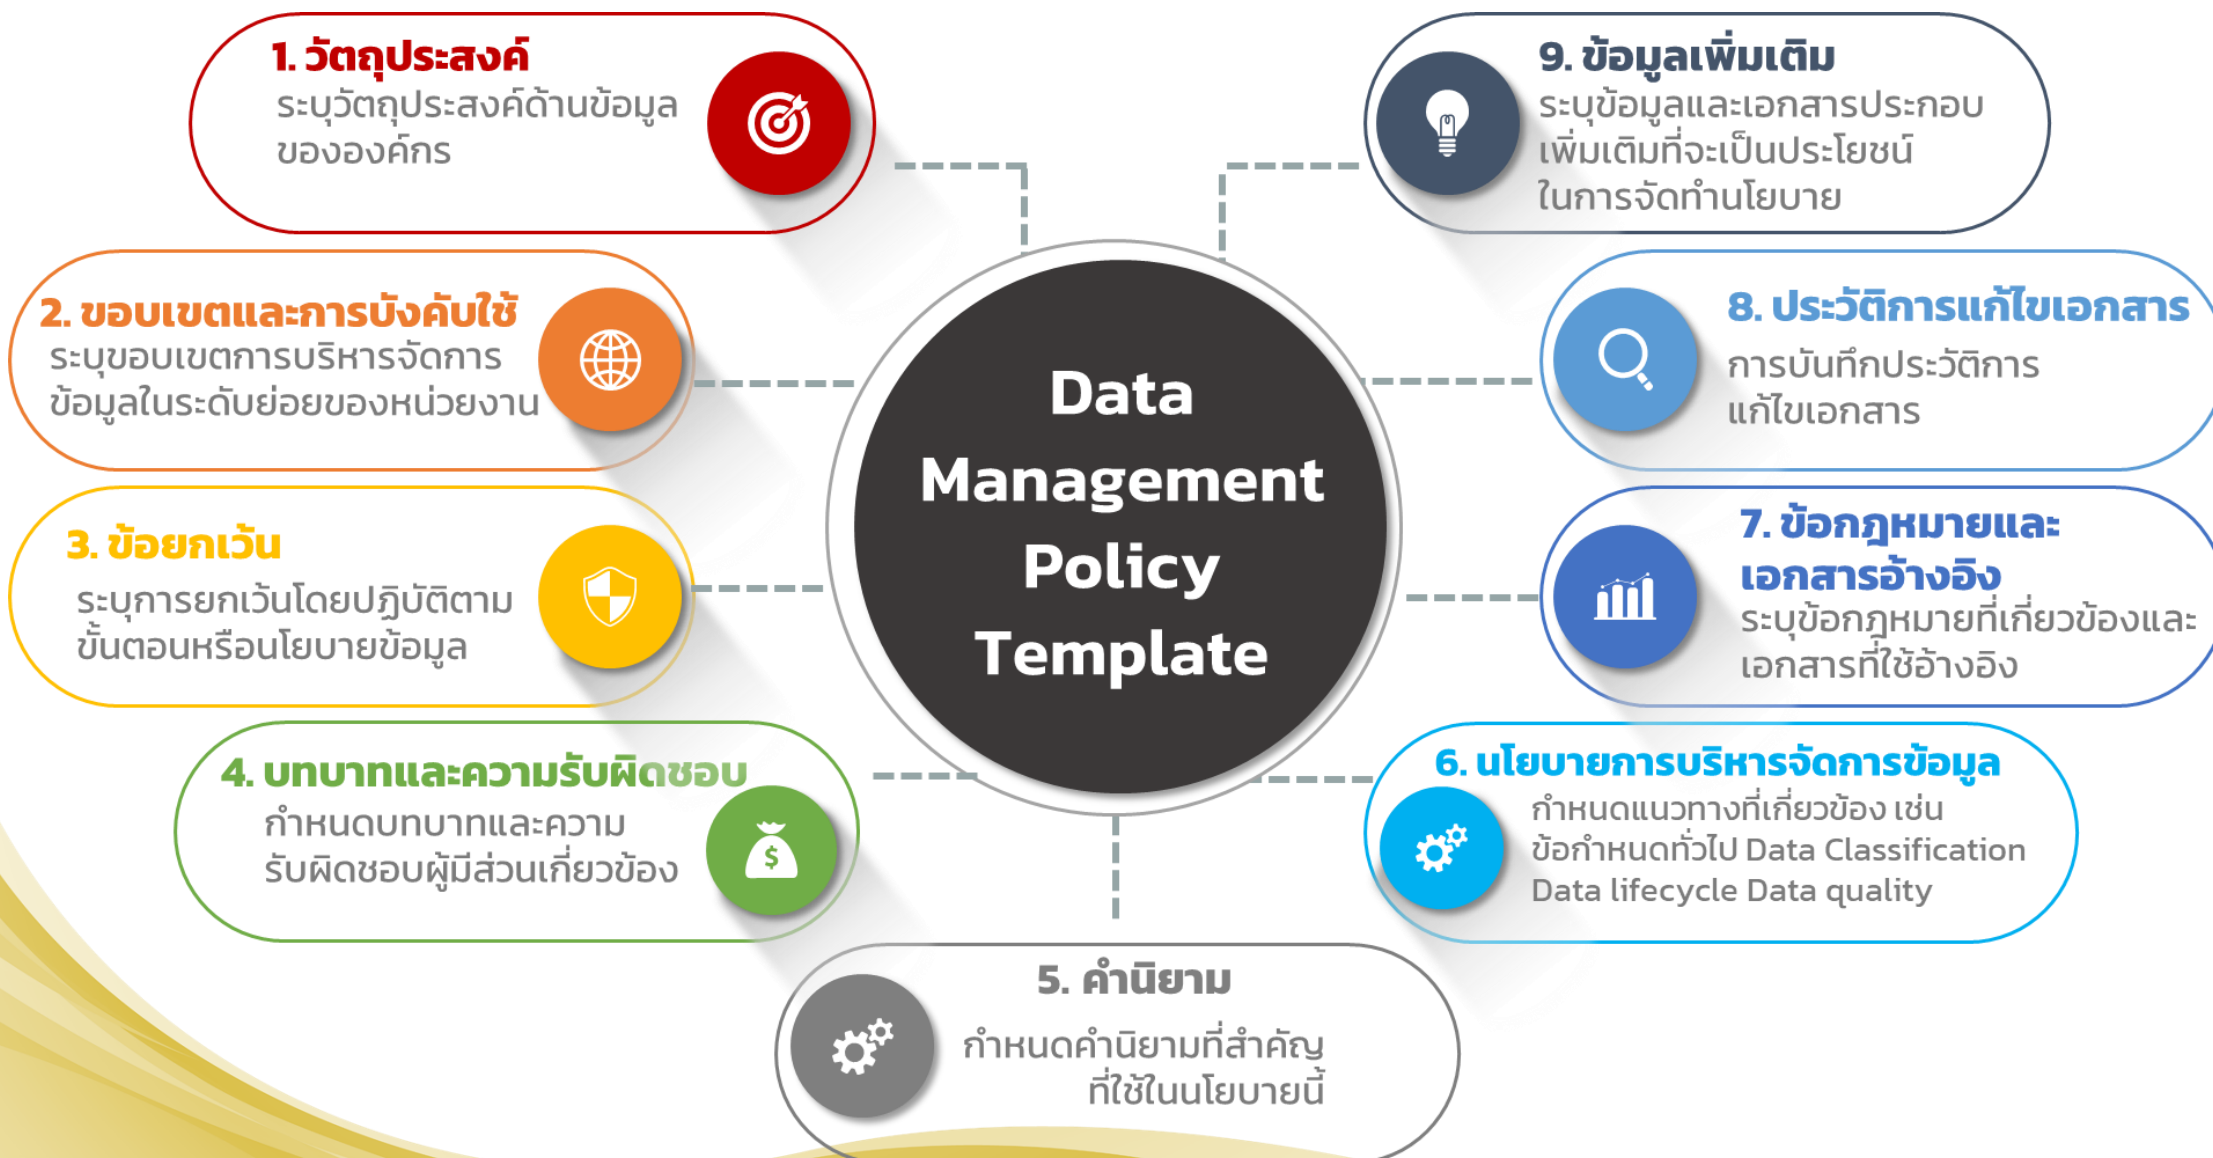 1. วัตถุประสงค์
ระบุวัตถุประสงค์ด้านข้อมูล
ขององค์กร
2. ขอบเขตและการบังคับใช้
ระบุขอบเขตการบริหารจัดการ
ข้อมูลในระดับย่อยของหน่วยงาน
3. ข้อยกเว้น
ระบุการยกเว้นโดยปฏิบัติตาม
ขั้นตอนหรือนโยบายข้อมูล
4. บทบาทและความรับผิดชอบ
กำหนดบทบาทและความ
รับผิดชอบผู้มีส่วนเกี่ยวข้อง
5. คำนิยาม
กำหนดคำนิยามที่สำคัญ
ที่ใช้ในนโยบายนี้
6. นโยบายการบริหารจัดการข้อมูล
กำหนดแนวทางที่เกี่ยวข้อง เช่น
ข้อกำหนดทั่วไป Data Classification
Data lifecycle Data quality
7. ข้อกฎหมายและ
เอกสารอ้างอิง
ระบุข้อกฎหมายที่เกี่ยวข้องและ
เอกสารที่ใช้อ้างอิง
8. ประวัติการแก้ไขเอกสาร
การบันทึกประวัติการ
แก้ไขเอกสาร
9. ข้อมูลเพิ่มเติม
ระบุข้อมูลและเอกสารประกอบ
เพิ่มเติมที่จะเป็นประโยชน์
ในการจัดทำนโยบาย
Data
Management
Policy
Template
$